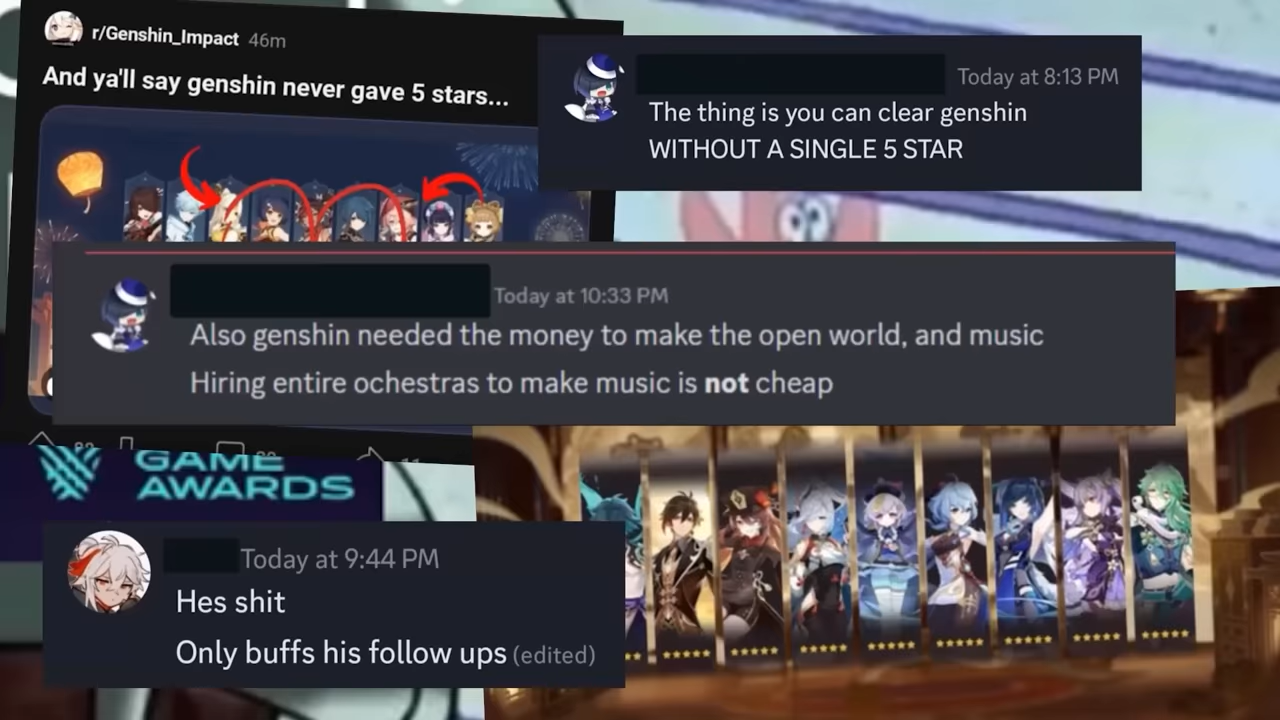 r/Genshin_Impact 46m
And ya'll say genshin never gave 5 stars...
Today at 8:13 PM
The thing is you can clear genshin
WITHOUT A SINGLE 5 STAR
Today at 10:33 PM
Also genshin needed the money to make the open world, and music
Hiring entire ochestras to make music is not cheap
GAME
AWARDS
Today at 9:44 PM
Hes shit
Only buffs his follow ups (edited)